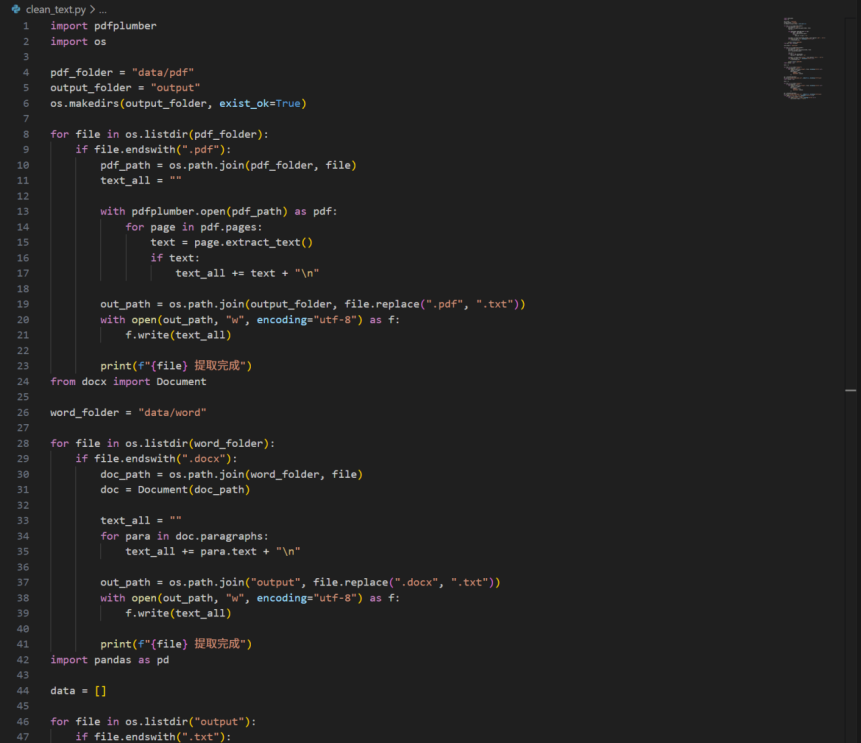 clean_text.py > ...
1 import pdfplumber
2 import os
3
4 pdf_folder = "data/pdf"
5 output_folder = "output"
6 os.makedirs(output_folder, exist_ok=True)
7
8 for file in os.listdir(pdf_folder):
9     if file.endswith(".pdf"):
10         pdf_path = os.path.join(pdf_folder, file)
11         text_all = ""
12
13         with pdfplumber.open(pdf_path) as pdf:
14             for page in pdf.pages:
15                 text = page.extract_text()
16                 if text:
17                     text_all += text + "\n"
18
19         out_path = os.path.join(output_folder, file.replace(".pdf", ".txt"))
20         with open(out_path, "w", encoding="utf-8") as f:
21             f.write(text_all)
22
23         print(f"{file} 提取完成")
24 from docx import Document
25
26 word_folder = "data/word"
27
28 for file in os.listdir(word_folder):
29     if file.endswith(".docx"):
30         doc_path = os.path.join(word_folder, file)
31         doc = Document(doc_path)
32
33         text_all = ""
34         for para in doc.paragraphs:
35             text_all += para.text + "\n"
36
37         out_path = os.path.join("output", file.replace(".docx", ".txt"))
38         with open(out_path, "w", encoding="utf-8") as f:
39             f.write(text_all)
40
41         print(f"{file} 提取完成")
42 import pandas as pd
43
44 data = []
45
46 for file in os.listdir("output"):
47     if file.endswith(".txt"):